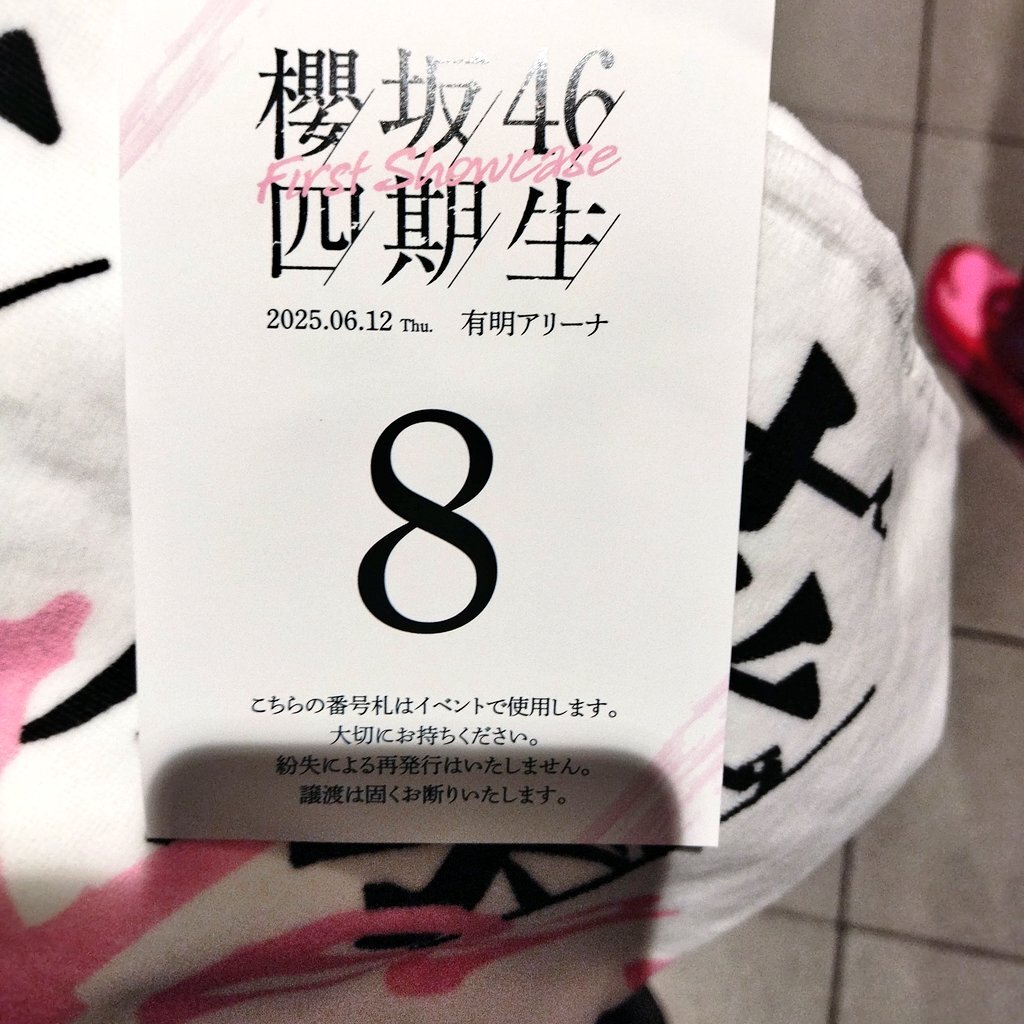 櫻坂46
First Showcase
四期生
2025.06.12 Thu. 有明アリーナ
8
こちらの番号札はイベントで使用します。
大切にお持ちください。
紛失による再発行はいたしません。
譲渡は固くお断りいたします。